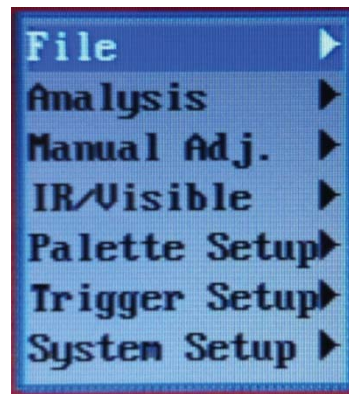 File
Analysis
Manual Adj.
IR/Visible
Palette Setup
Trigger Setup
System Setup